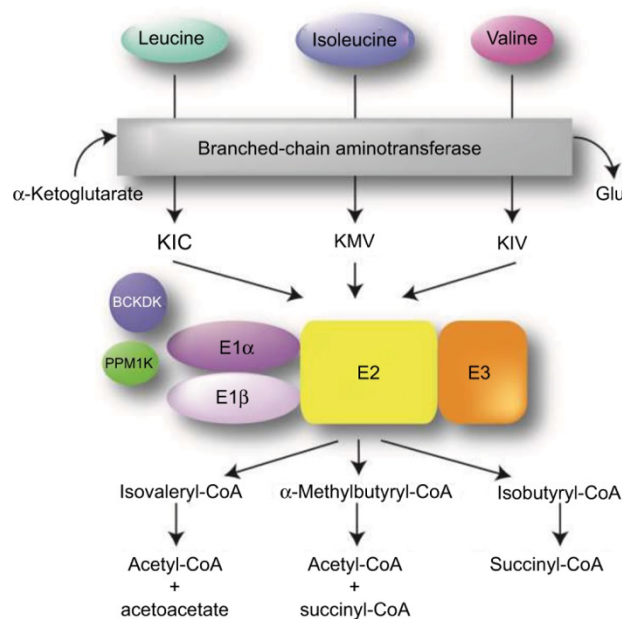 Leucine
Isoleucine
Valine
Branched-chain aminotransferase
α-Ketoglutarate
Glu
KIC
KMV
KIV
BCKDK
PPM1K
E1α
E1β
E2
E3
Isovaleryl-CoA
α-Methylbutyryl-CoA
Isobutyryl-CoA
Acetyl-CoA
+
acetoacetate
Acetyl-CoA
+
succinyl-CoA
Succinyl-CoA